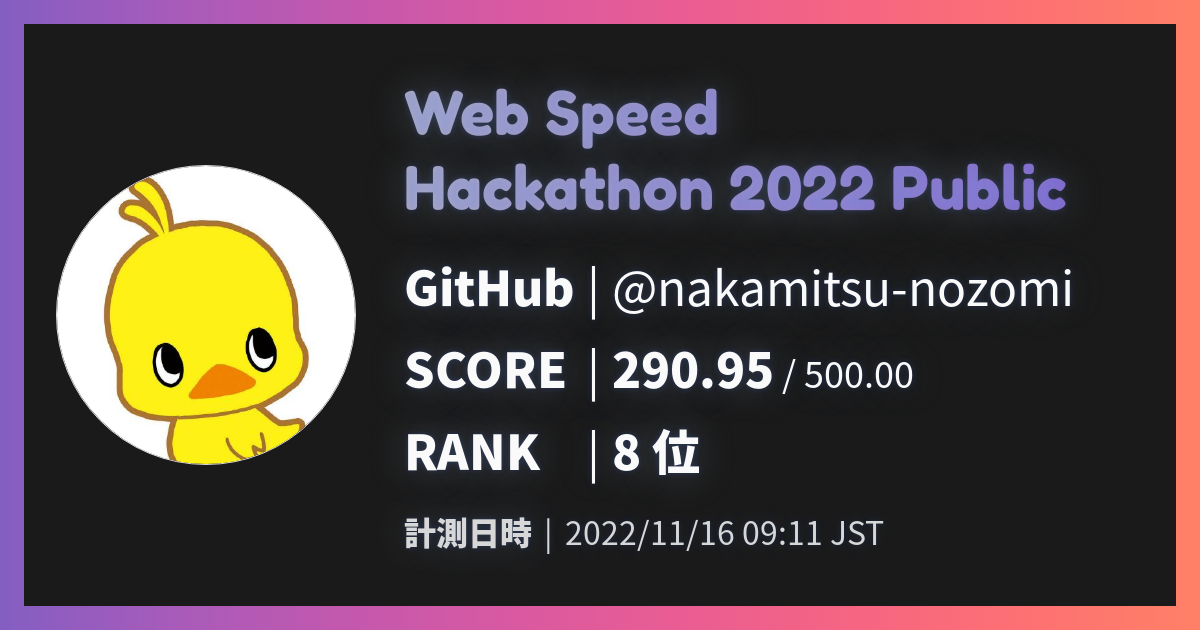 Web Speed
Hackathon 2022 Public
GitHub | @nakamitsu-nozomi
SCORE | 290.95 / 500.00
RANK | 8 位
計測日時 | 2022/11/16 09:11 JST